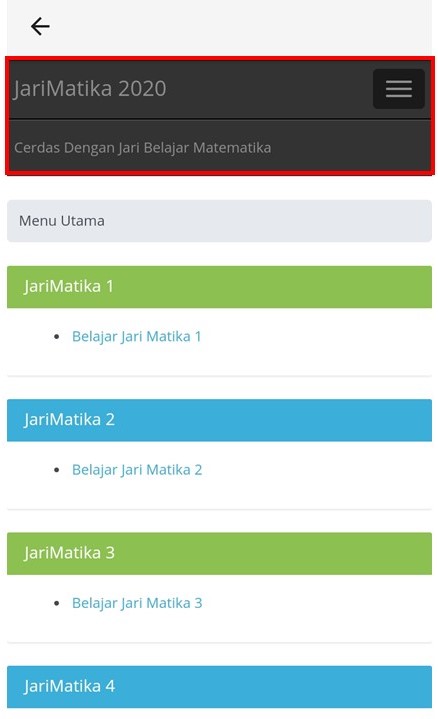 JariMatika 2020
Cerdas Dengan Jari Belajar Matematika
Menu Utama
JariMatika 1
Belajar Jari Matika 1
JariMatika 2
Belajar Jari Matika 2
JariMatika 3
Belajar Jari Matika 3
JariMatika 4